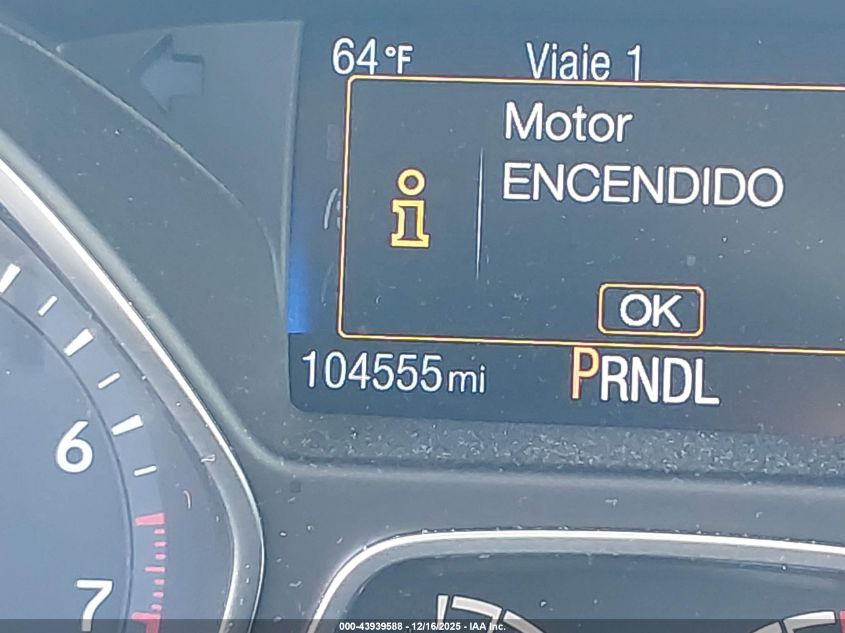 64°F Viaje 1
Motor
ENCENDIDO
i
OK
104555 mi PRNDL
6
7
000-43939588 - 12/16/2025 - IAA Inc.